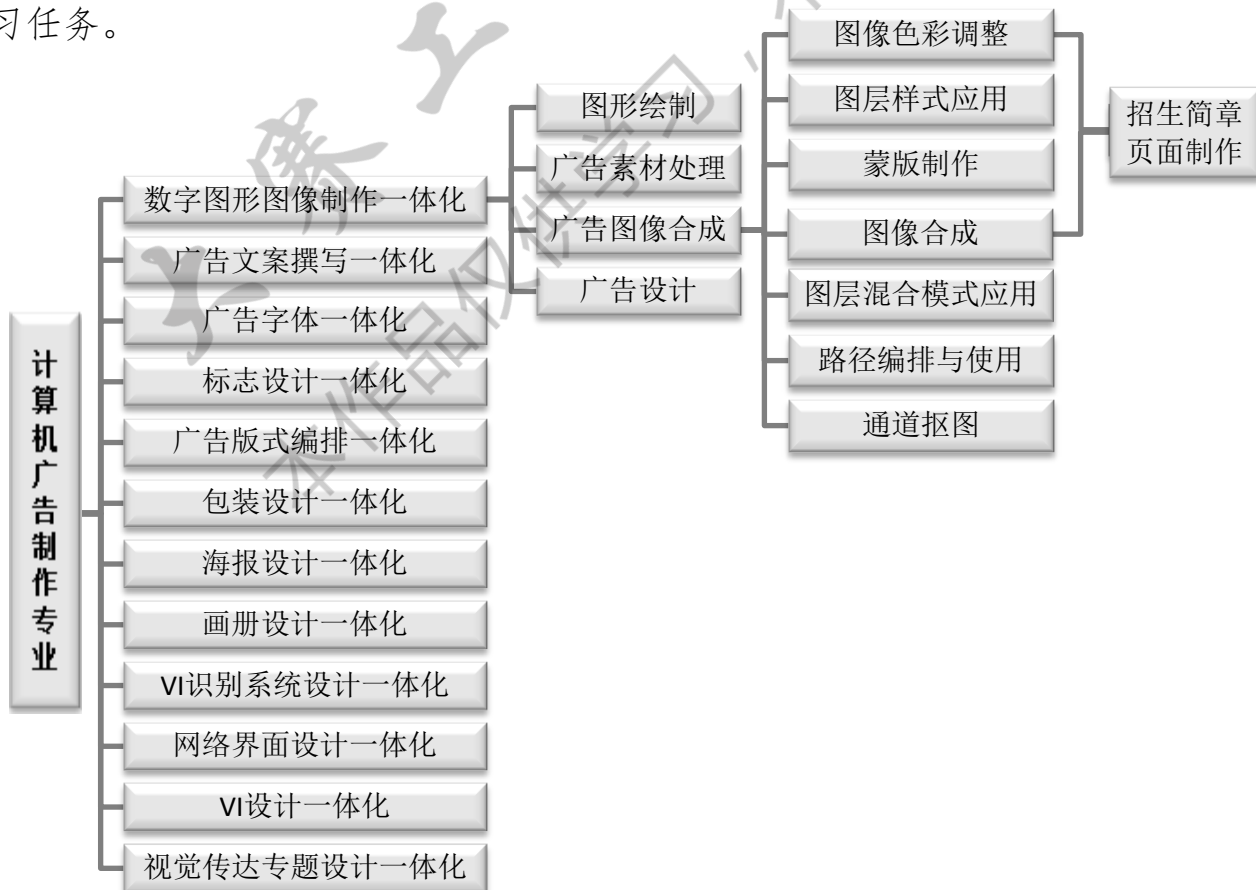 习任务。
计算机广告制作专业
数字图形图像制作一体化
广告文案撰写一体化
广告字体一体化
标志设计一体化
广告版式编排一体化
包装设计一体化
海报设计一体化
画册设计一体化
VI识别系统设计一体化
网络界面设计一体化
VI设计一体化
视觉传达专题设计一体化
图形绘制
广告素材处理
广告图像合成
广告设计
图像色彩调整
图层样式应用
蒙版制作
图像合成
图层混合模式应用
路径编排与使用
通道抠图
招生简章
页面制作
本作品仅供学习,